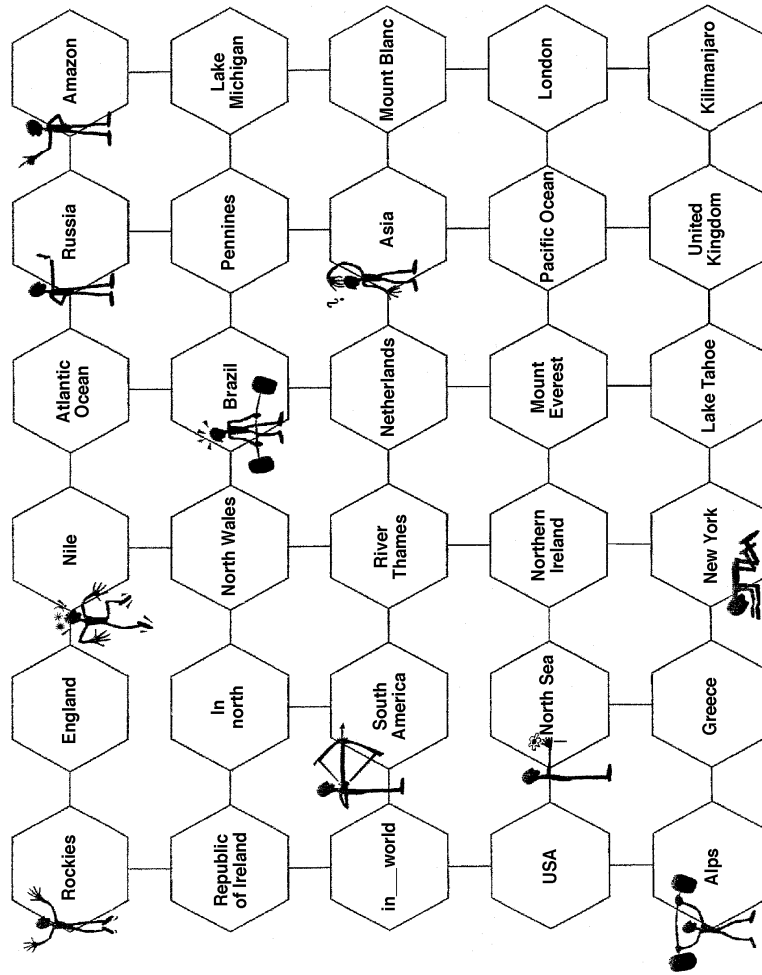 Rockies
England
Nile
Atlantic
Ocean
Russia
Amazon
Republic
of Ireland
In
north
North Wales
Brazil
Pennines
Lake
Michigan
in___world
South
America
River
Thames
Netherlands
Asia
Mount Blanc
USA
North Sea
Northern
Ireland
Mount
Everest
Pacific Ocean
London
Alps
Greece
New York
Lake Tahoe
United
Kingdom
Kilimanjaro